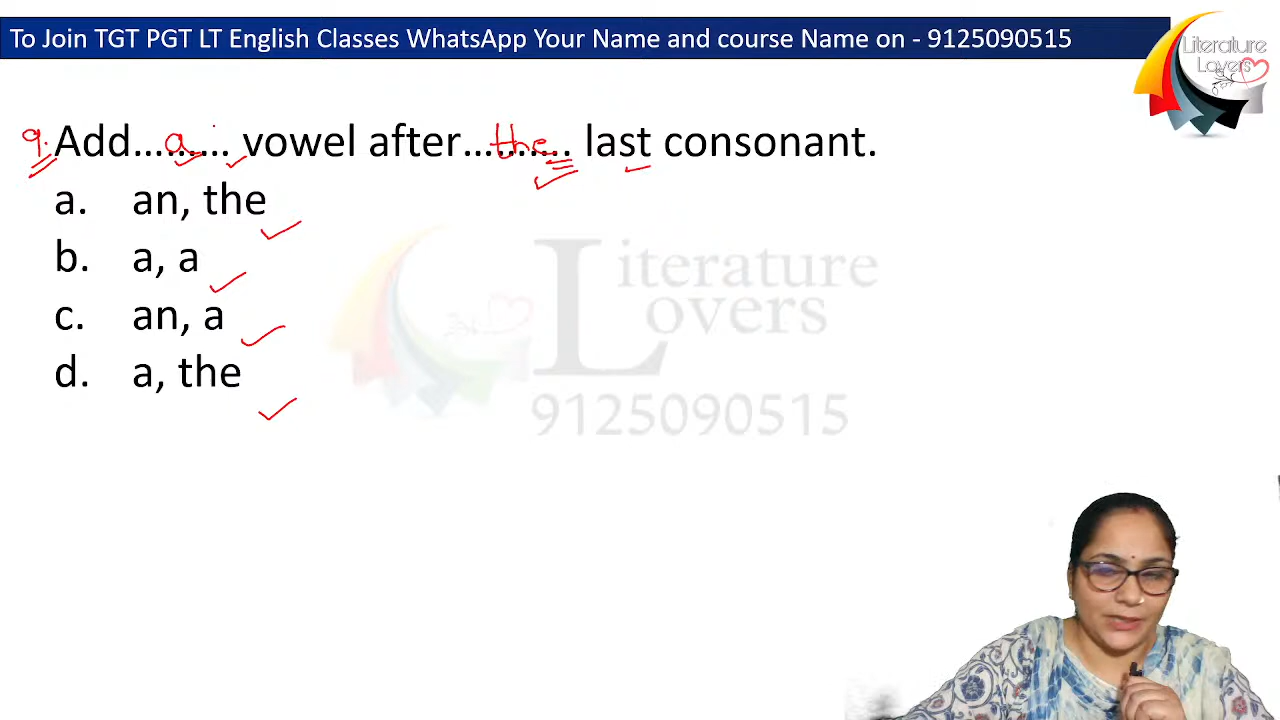 To Join TGT PGT LT English Classes WhatsApp Your Name and course Name on - 9125090515
Literature
Lovers
9. Add...a...... vowel after...the....... last consonant.
a. an, the
b. a, a
c. an, a
d. a, the
Literature
Lovers
9125090515